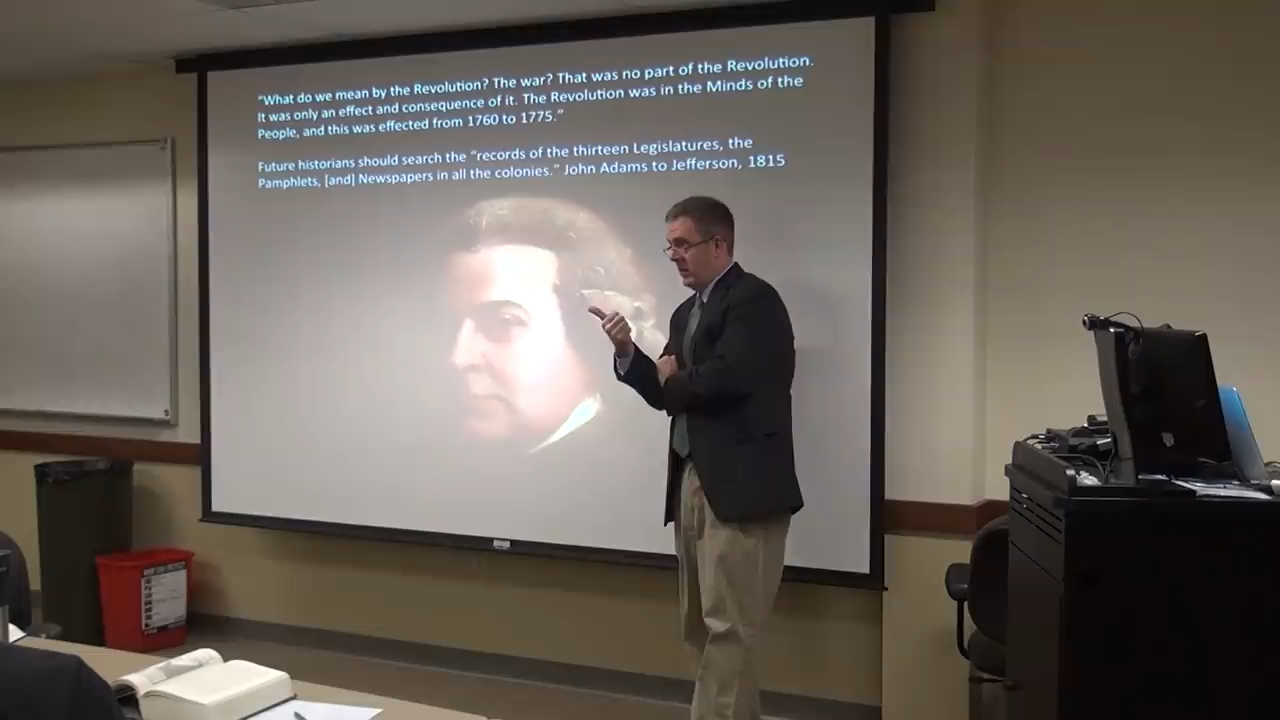 "What do we mean by the Revolution? The war? That was no part of the Revolution.
It was only an effect and consequence of it. The Revolution was in the Minds of the
People, and this was effected from 1760 to 1775."
Future historians should search the "records of the thirteen Legislatures, the
Pamphlets, [and] Newspapers in all the colonies." John Adams to Jefferson, 1815